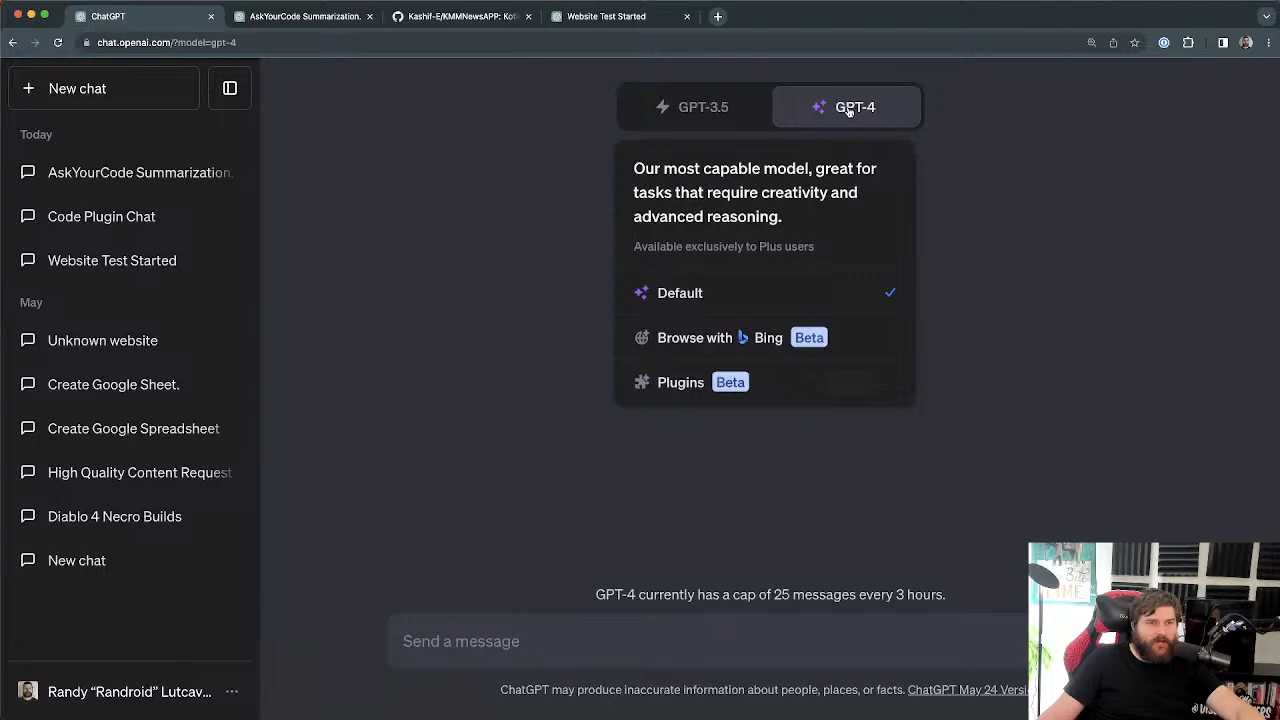 ChatGPT
AskYourCode Summarization.
Kashif-E/KMMNewsAPP: Kot
Website Test Started
chat.openai.com/?model=gpt-4
New chat
Today
AskYourCode Summarization.
Code Plugin Chat
Website Test Started
May
Unknown website
Create Google Sheet.
Create Google Spreadsheet
High Quality Content Request
Diablo 4 Necro Builds
New chat
Randy “Randroid” Lutcav...
GPT-3.5
GPT-4
Our most capable model, great for
tasks that require creativity and
advanced reasoning.
Available exclusively to Plus users
Default
Browse with Bing Beta
Plugins Beta
GPT-4 currently has a cap of 25 messages every 3 hours.
Send a message
ChatGPT may produce inaccurate information about people, places, or facts. ChatGPT May 24 Versi